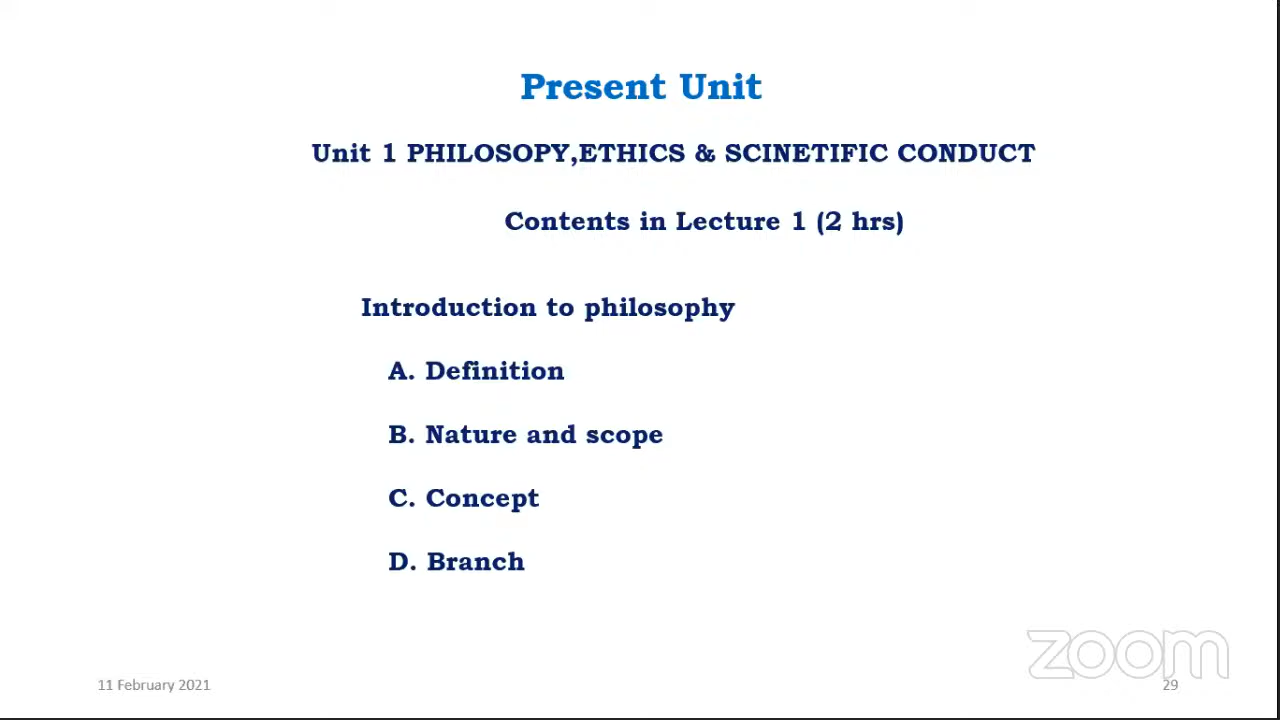 Present Unit
Unit 1 PHILOSOPY,ETHICS & SCINETIFIC CONDUCT
Contents in Lecture 1 (2 hrs)
Introduction to philosophy
A. Definition
B. Nature and scope
C. Concept
D. Branch
zoom
11 February 2021
29